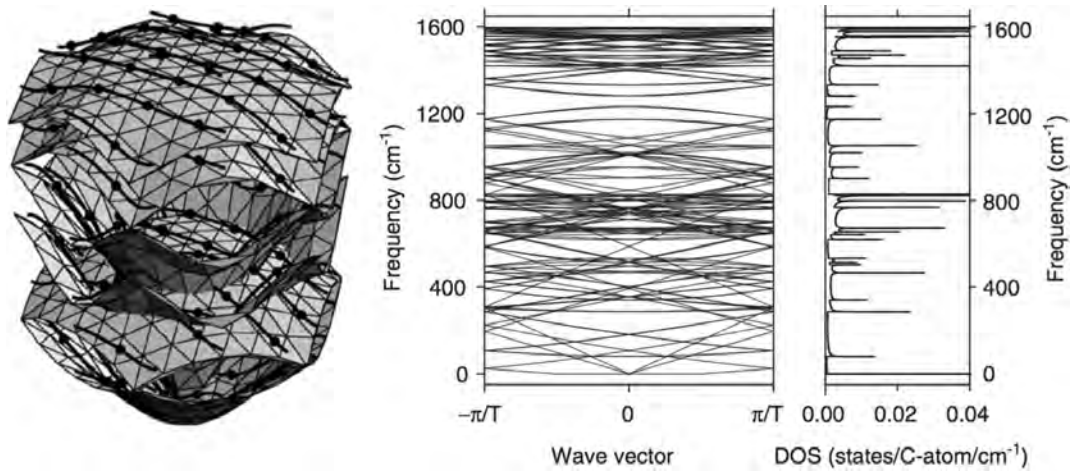 1600
1200
800
400
0
Frequency (cm⁻¹)
−π/T
0
π/T
Wave vector
1600
1200
800
400
0
Frequency (cm⁻¹)
0.00
0.02
0.04
DOS (states/C-atom/cm⁻¹)